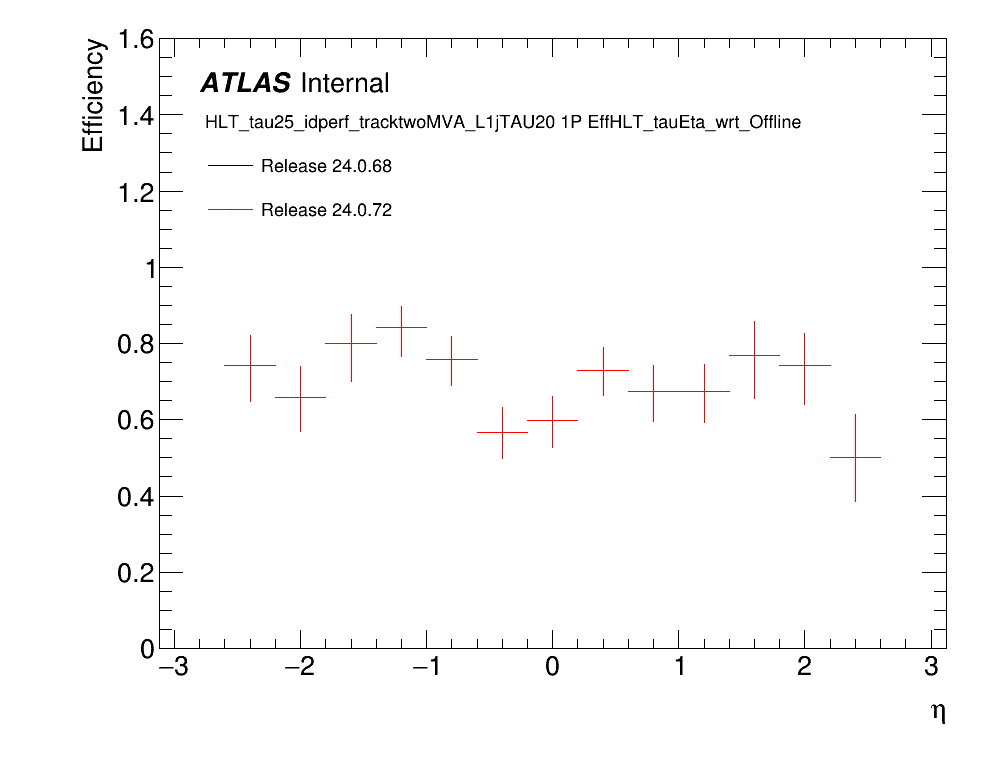 Efficiency
1.6
1.4
1.2
1
0.8
0.6
0.4
0.2
0
ATLAS Internal
HLT_tau25_idperf_tracktwoMVA_L1jTAU20 1P EffHLT_tauEta_wrt_Offline
Release 24.0.68
Release 24.0.72
−3 −2 −1 0 1 2 3
η